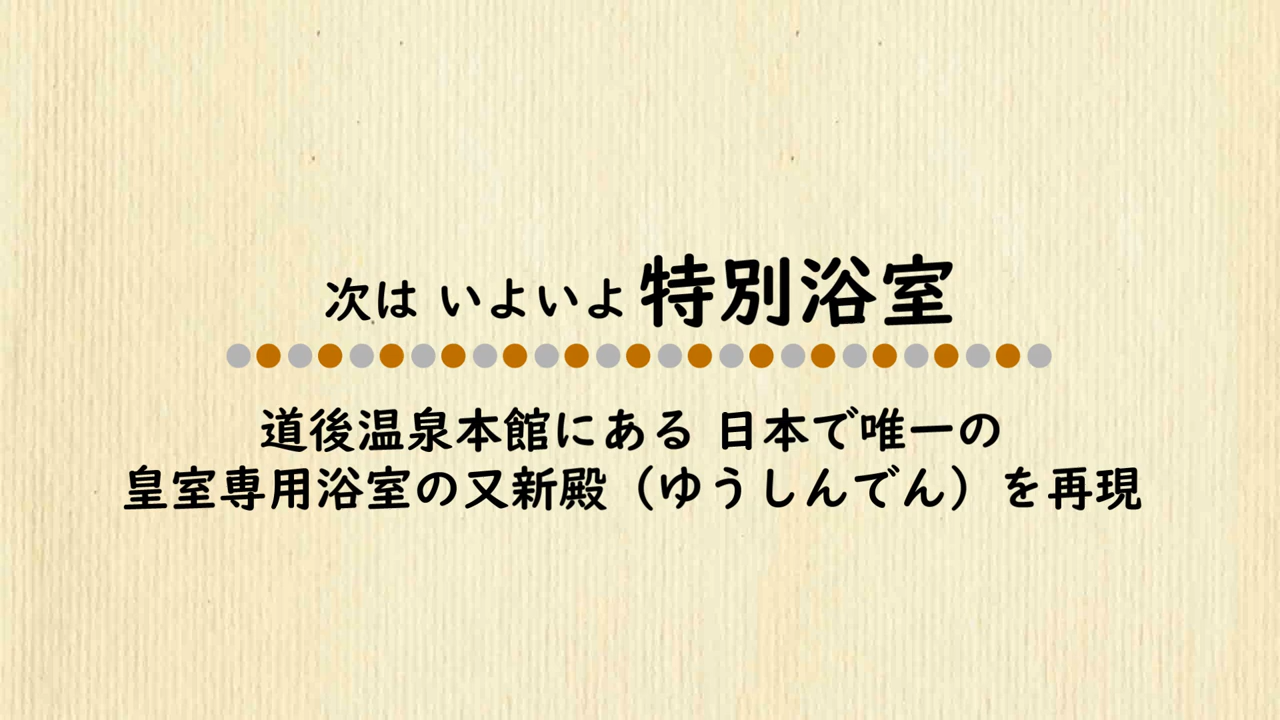 次は いよいよ特別浴室
道後温泉本館にある 日本で唯一の
皇室専用浴室の又新殿（ゆうしんでん）を再現